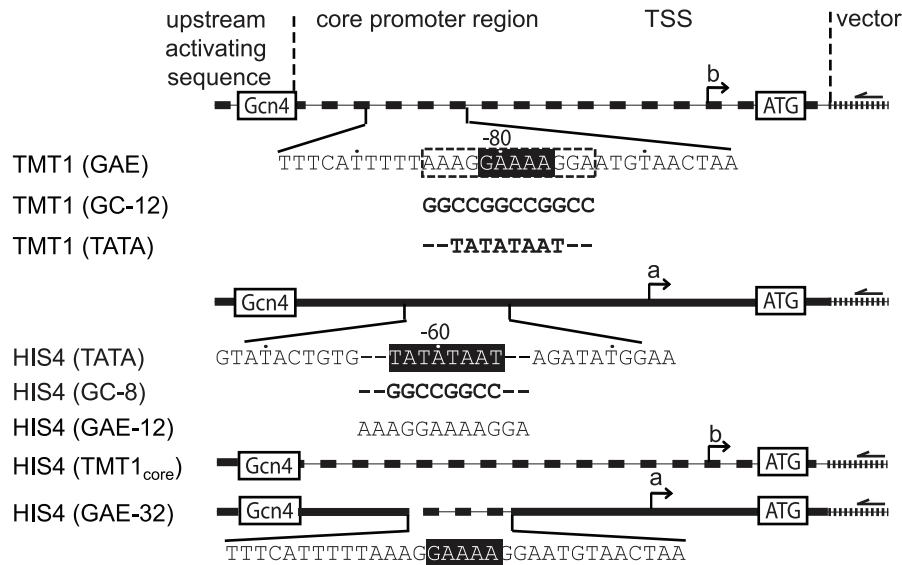 upstream activating sequence
core promoter region
TSS
vector
b
Gcn4
ATG
-80
TMT1 (GAE)
TTTCATTTTTAAAGGAAAAGGAATGTAACTAA
TMT1 (GC-12)
GGCCGGCCGGCC
TMT1 (TATA)
--TATATAAT--
a
Gcn4
ATG
-60
HIS4 (TATA)
GTATACTGTG--TATATAAT--AGATATGGAA
HIS4 (GC-8)
--GGCCGGCC--
HIS4 (GAE-12)
AAAGGAAAAGGA
b
HIS4 (TMT1core)
Gcn4
ATG
a
HIS4 (GAE-32)
Gcn4
ATG
TTTCATTTTTAAAGGAAAAGGAATGTAACTAA